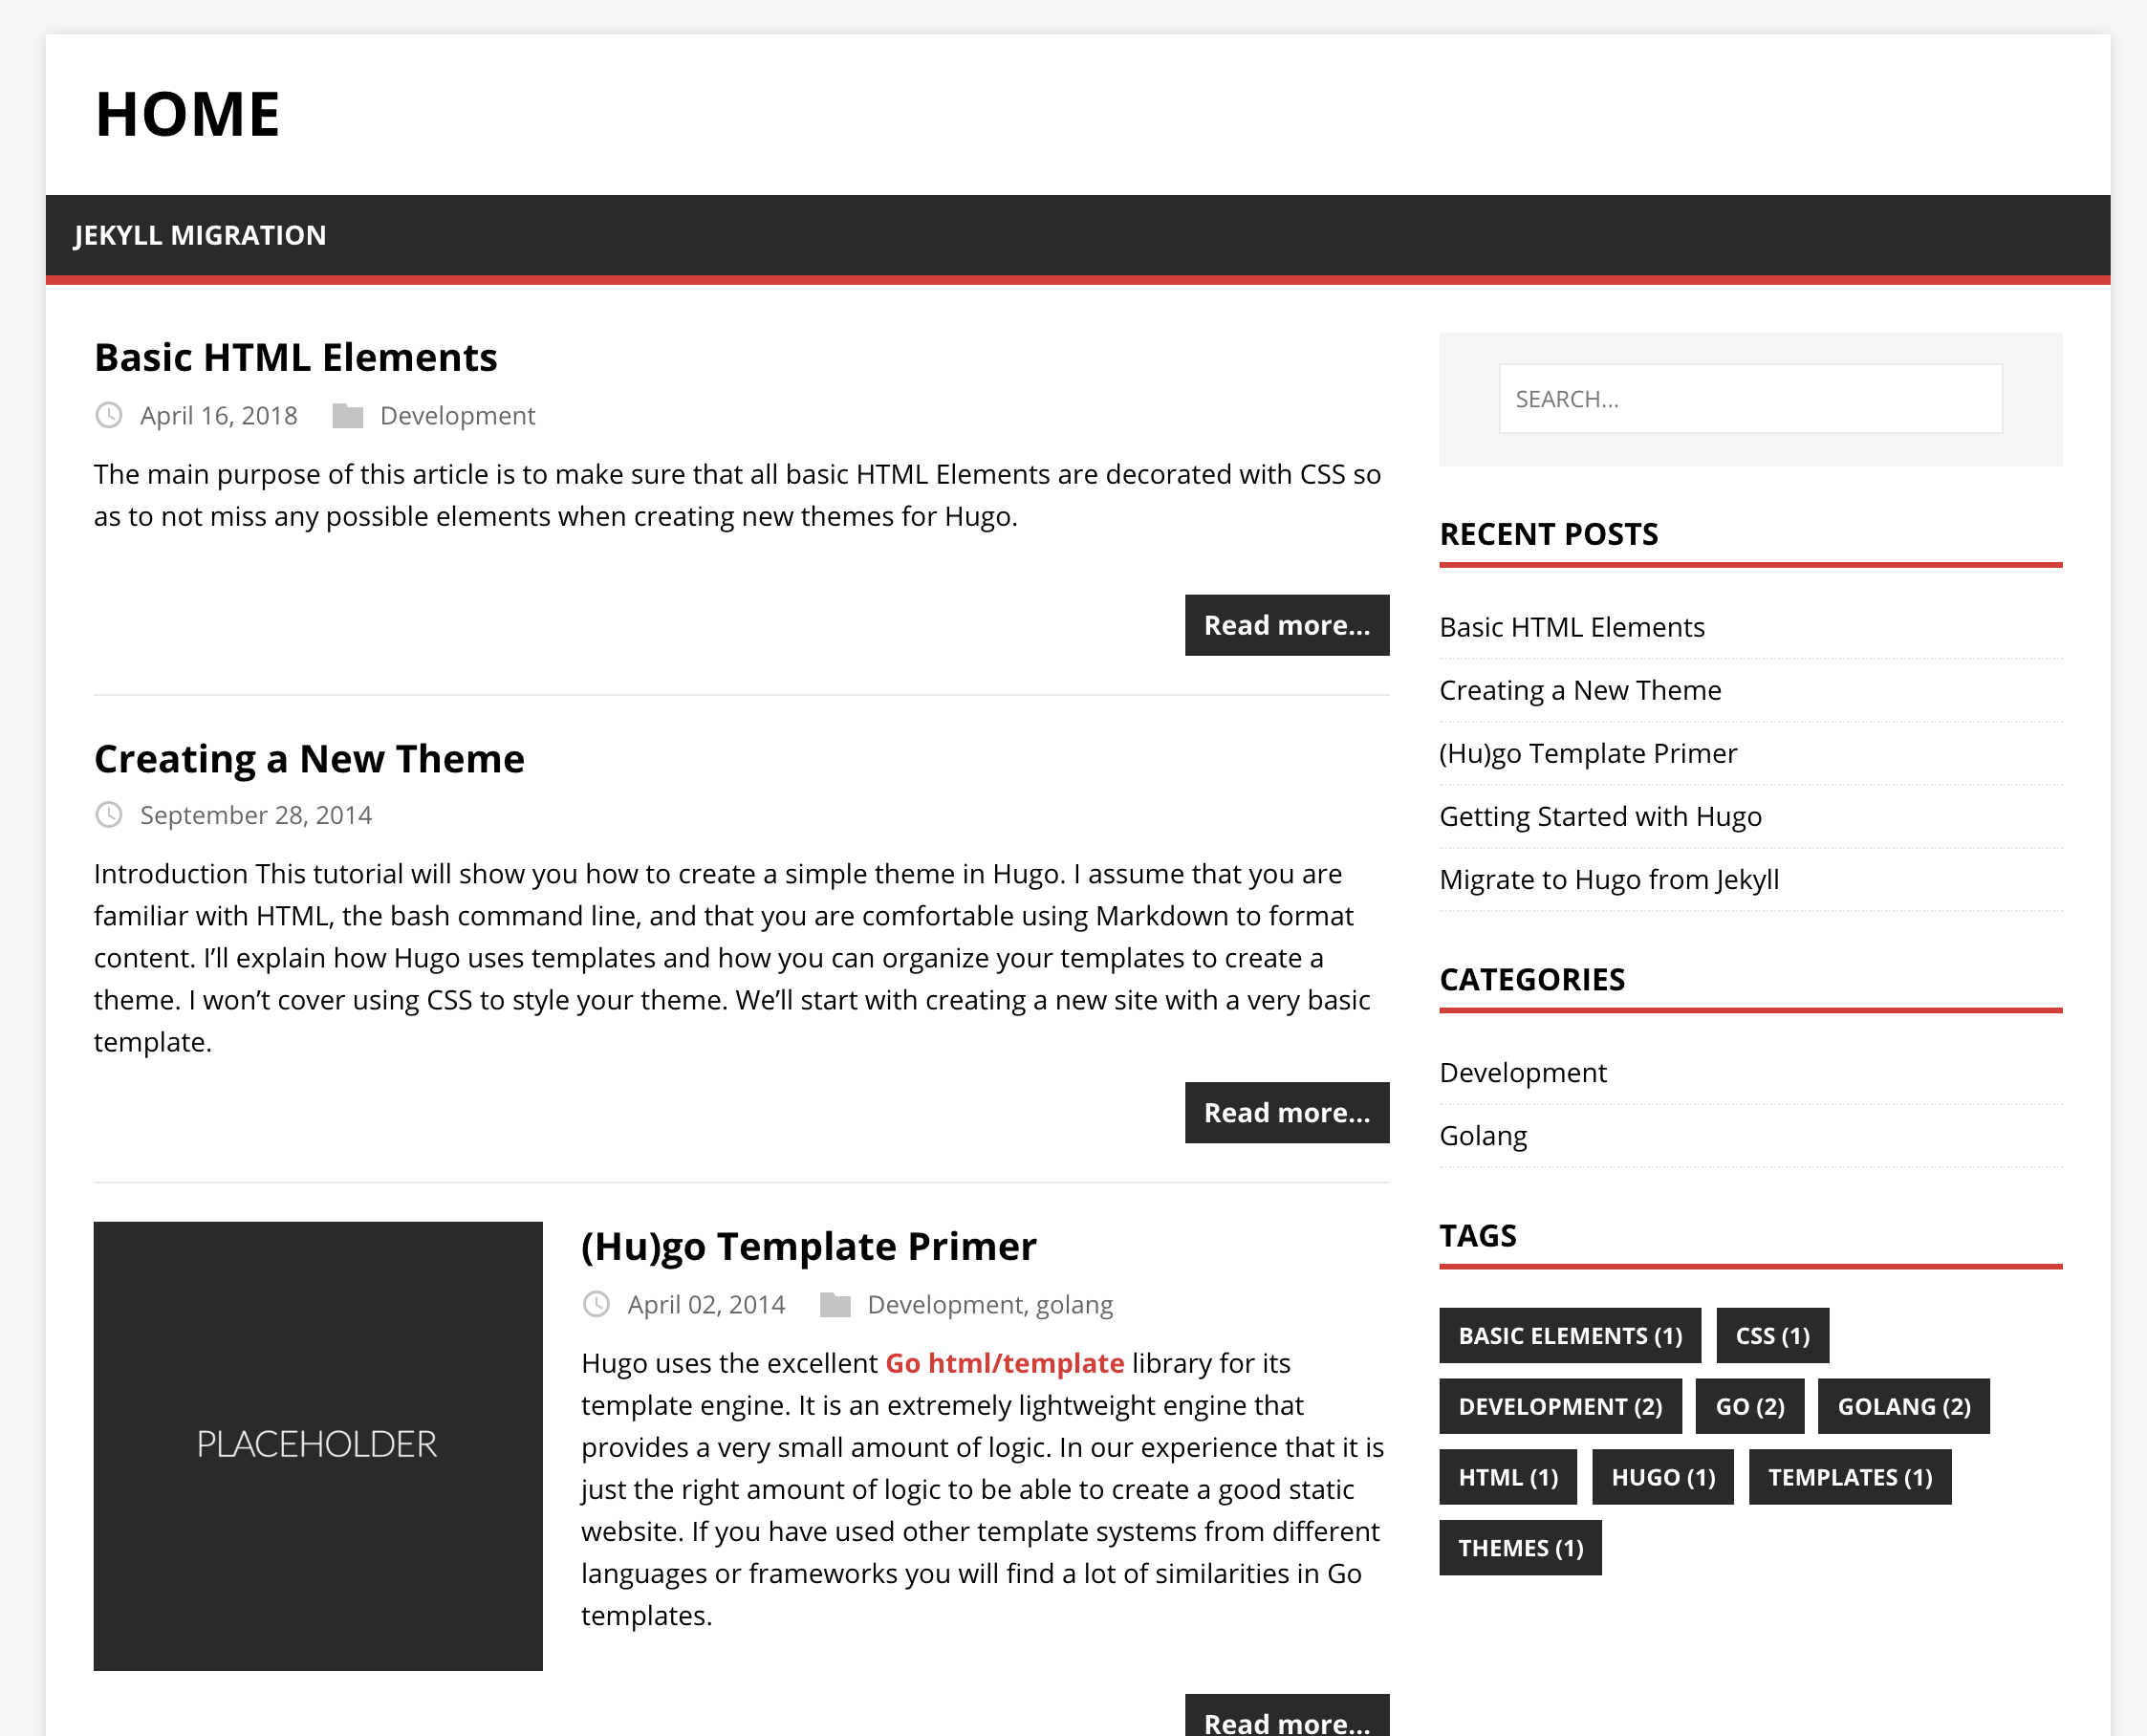 HOME
JEKYLL MIGRATION
Basic HTML Elements
April 16, 2018 Development
The main purpose of this article is to make sure that all basic HTML Elements are decorated with CSS so
as to not miss any possible elements when creating new themes for Hugo.
Read more...
Creating a New Theme
September 28, 2014
Introduction This tutorial will show you how to create a simple theme in Hugo. I assume that you are
familiar with HTML, the bash command line, and that you are comfortable using Markdown to format
content. I’ll explain how Hugo uses templates and how you can organize your templates to create a
theme. I won’t cover using CSS to style your theme. We’ll start with creating a new site with a very basic
template.
Read more...
PLACEHOLDER
(Hu)go Template Primer
April 02, 2014 Development, golang
Hugo uses the excellent Go html/template library for its
template engine. It is an extremely lightweight engine that
provides a very small amount of logic. In our experience that it is
just the right amount of logic to be able to create a good static
website. If you have used other template systems from different
languages or frameworks you will find a lot of similarities in Go
templates.
Read more...
SEARCH...
RECENT POSTS
Basic HTML Elements
Creating a New Theme
(Hu)go Template Primer
Getting Started with Hugo
Migrate to Hugo from Jekyll
CATEGORIES
Development
Golang
TAGS
BASIC ELEMENTS (1) CSS (1)
DEVELOPMENT (2) GO (2) GOLANG (2)
HTML (1) HUGO (1) TEMPLATES (1)
THEMES (1)